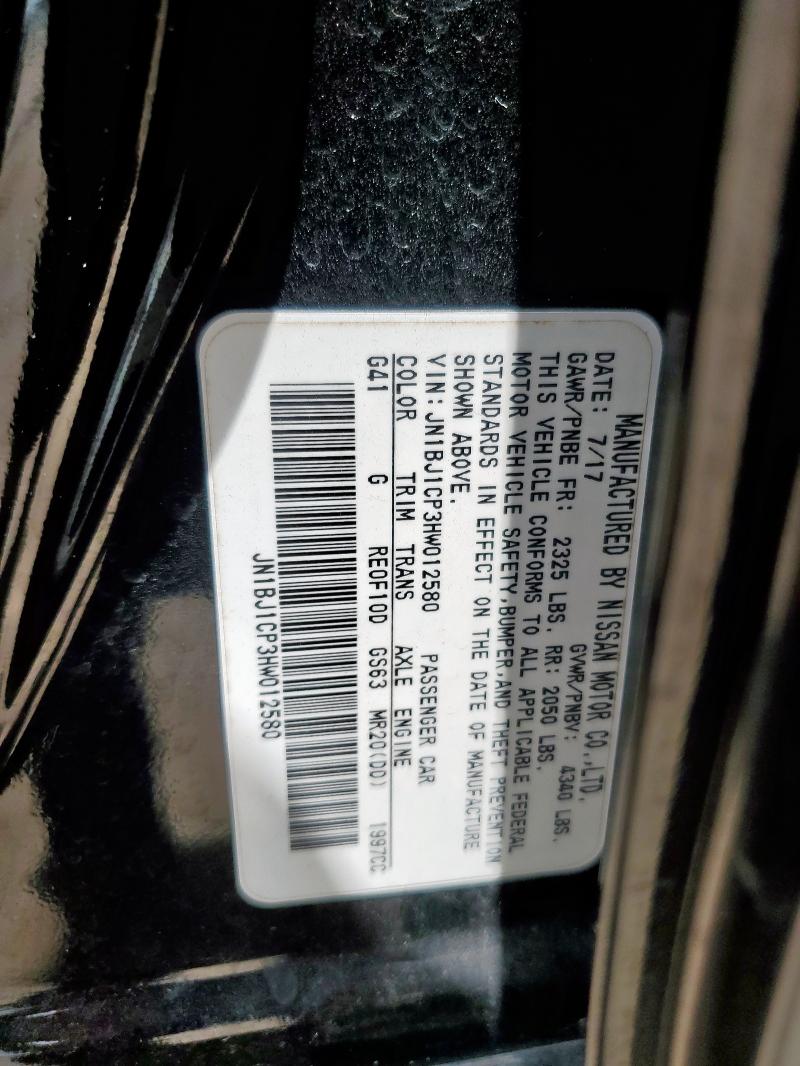 MANUFACTURED BY NISSAN MOTOR CO.,LTD.
DATE: 7/17 GVWR/PNBV: 4340 LBS.
GAWR/PNBE FR: 2325 LBS. RR: 2050 LBS.
THIS VEHICLE CONFORMS TO ALL APPLICABLE FEDERAL
MOTOR VEHICLE SAFETY,BUMPER,AND THEFT PREVENTION
STANDARDS IN EFFECT ON THE DATE OF MANUFACTURE
SHOWN ABOVE.
VIN: JN1BJ1CP3HW012580 PASSENGER CAR
COLOR TRIM TRANS AXLE ENGINE
G41 G RE0F10D GS63 MR20(DD) 1997CC
JN1BJ1CP3HW012580